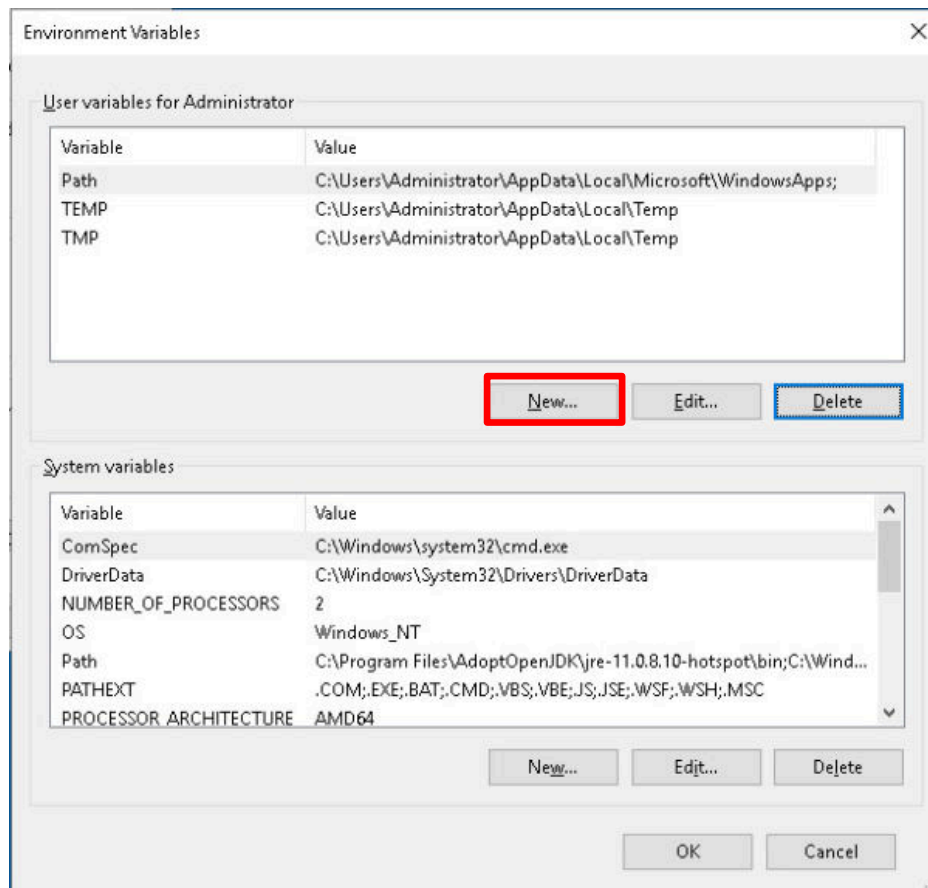 Environment Variables
User variables for Administrator
Variable Value
Path C:\Users\Administrator\AppData\Local\Microsoft\WindowsApps;
TEMP C:\Users\Administrator\AppData\Local\Temp
TMP C:\Users\Administrator\AppData\Local\Temp
New... Edit... Delete
System variables
Variable Value
ComSpec C:\Windows\system32\cmd.exe
DriverData C:\Windows\System32\Drivers\DriverData
NUMBER_OF_PROCESSORS 2
OS Windows_NT
Path C:\Program Files\AdoptOpenJDK\jre-11.0.8.10-hotspot\bin;C:\Wind...
PATHEXT .COM;.EXE;.BAT;.CMD;.VBS;.VBE;.JS;.JSE;.WSF;.WSH;.MSC
PROCESSOR_ARCHITECTURE AMD64
New... Edit... Delete
OK Cancel